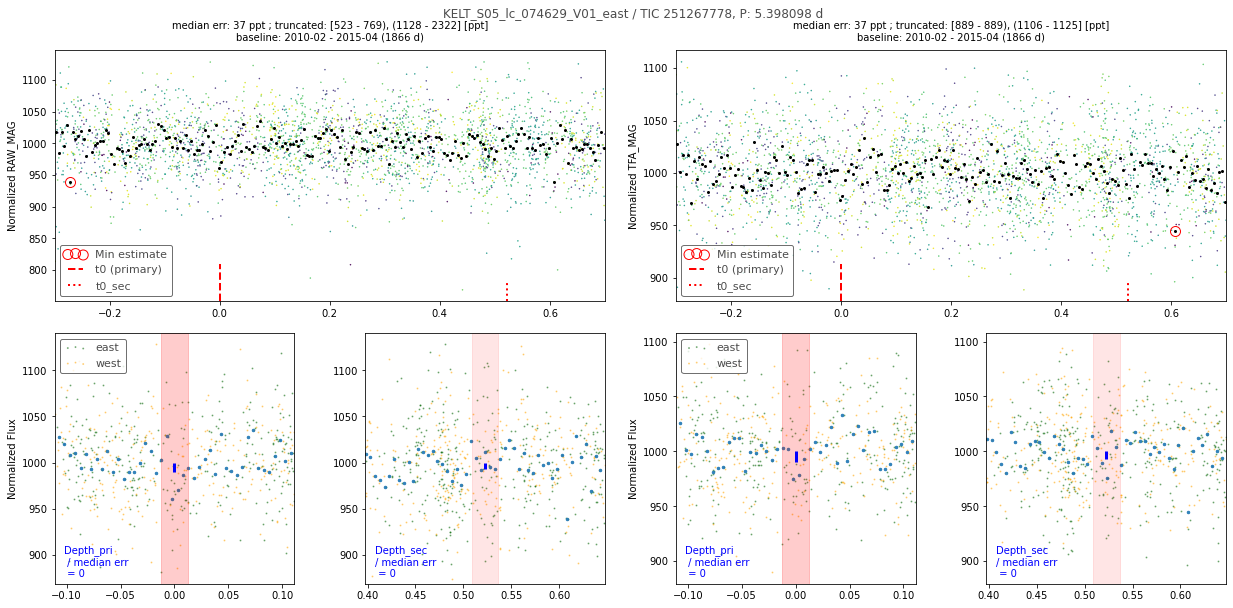 KELT_S05_lc_074629_V01_east / TIC 251267778, P: 5.398098 d
median err: 37 ppt ; truncated: [523 - 769), (1128 - 2322] [ppt]
baseline: 2010-02 - 2015-04 (1866 d)
median err: 37 ppt ; truncated: [889 - 889), (1106 - 1125] [ppt]
baseline: 2010-02 - 2015-04 (1866 d)
Normalized RAW_MAG
1100
1050
1000
950
900
850
800
Min estimate
t0 (primary)
t0_sec
−0.2 0.0 0.2 0.4 0.6
Normalized TFA_MAG
1100
1050
1000
950
900
Min estimate
t0 (primary)
t0_sec
−0.2 0.0 0.2 0.4 0.6
Normalized Flux
1100
1050
1000
950
900
east
west
Depth_pri
/ median err
= 0
−0.10 −0.05 0.00 0.05 0.10
1100
1050
1000
950
900
Depth_sec
/ median err
= 0
0.40 0.45 0.50 0.55 0.60
Normalized Flux
1100
1050
1000
950
900
east
west
Depth_pri
/ median err
= 0
−0.10 −0.05 0.00 0.05 0.10
1100
1050
1000
950
900
Depth_sec
/ median err
= 0
0.40 0.45 0.50 0.55 0.60